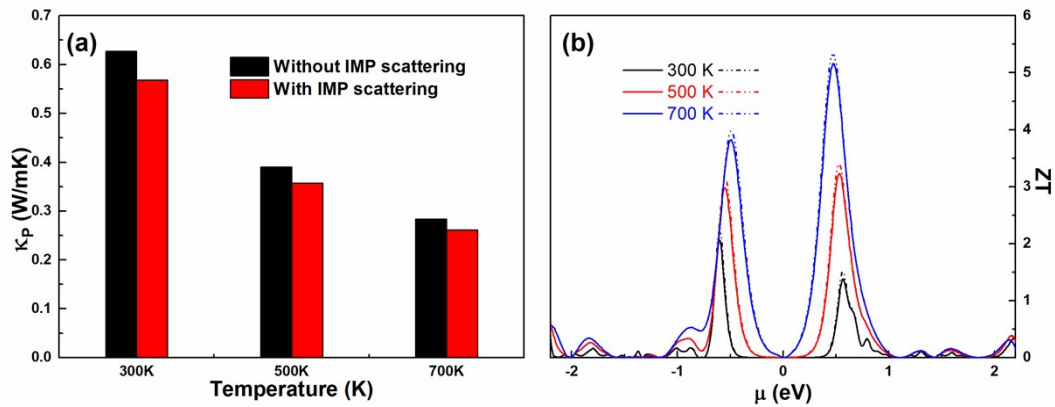 (a)
Without IMP scattering
With IMP scattering
κP (W/mK)
0.7
0.6
0.5
0.4
0.3
0.2
0.1
0.0
300K
500K
700K
Temperature (K)
(b)
300 K
500 K
700 K
6
5
4
3
2
1
0
ZT
-2
-1
0
1
2
μ (eV)